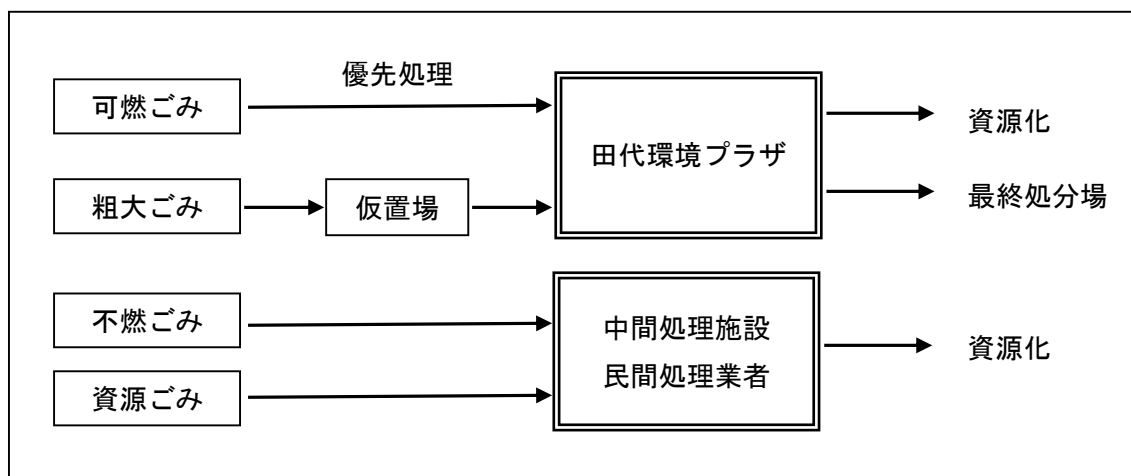 優先処理
可燃ごみ
田代環境プラザ
資源化
粗大ごみ
仮置場
最終処分場
不燃ごみ
中間処理施設
民間処理業者
資源化
資源ごみ